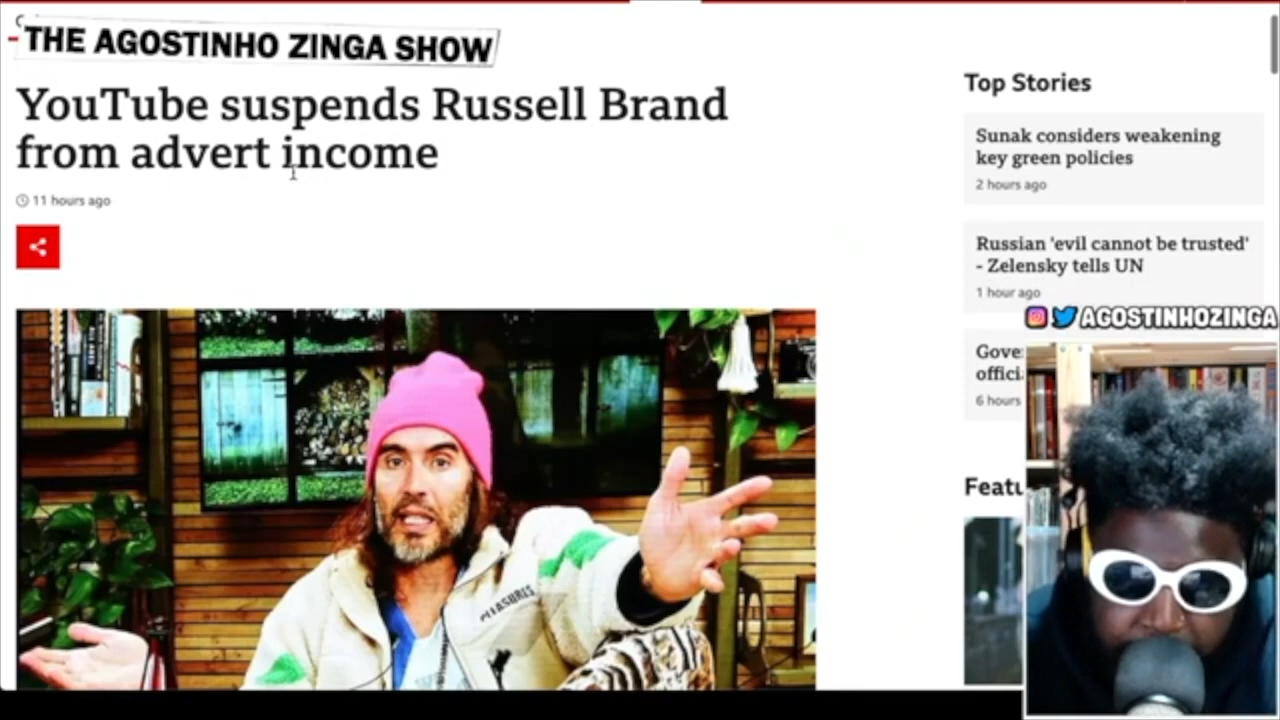 THE AGOSTINHO ZINGA SHOW
YouTube suspends Russell Brand
from advert income
11 hours ago
Top Stories
Sunak considers weakening
key green policies
2 hours ago
Russian 'evil cannot be trusted'
- Zelensky tells UN
1 hour ago
AGOSTINHOZINGA
6 hours
PLEASURES